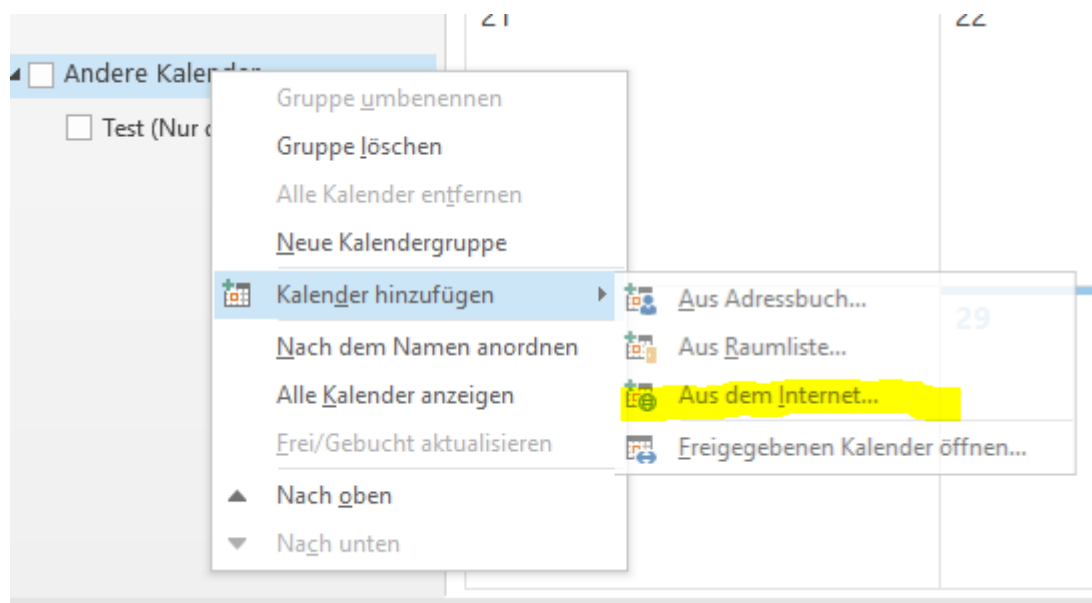 21
22
Andere Kalender
Test (Nur
Gruppe umbenennen
Gruppe löschen
Alle Kalender entfernen
Neue Kalendergruppe
Kalender hinzufügen
Nach dem Namen anordnen
Alle Kalender anzeigen
Frei/Gebucht aktualisieren
Nach oben
Nach unten
Aus Adressbuch...
Aus Raumliste...
Aus dem Internet...
Freigegebenen Kalender öffnen...
29